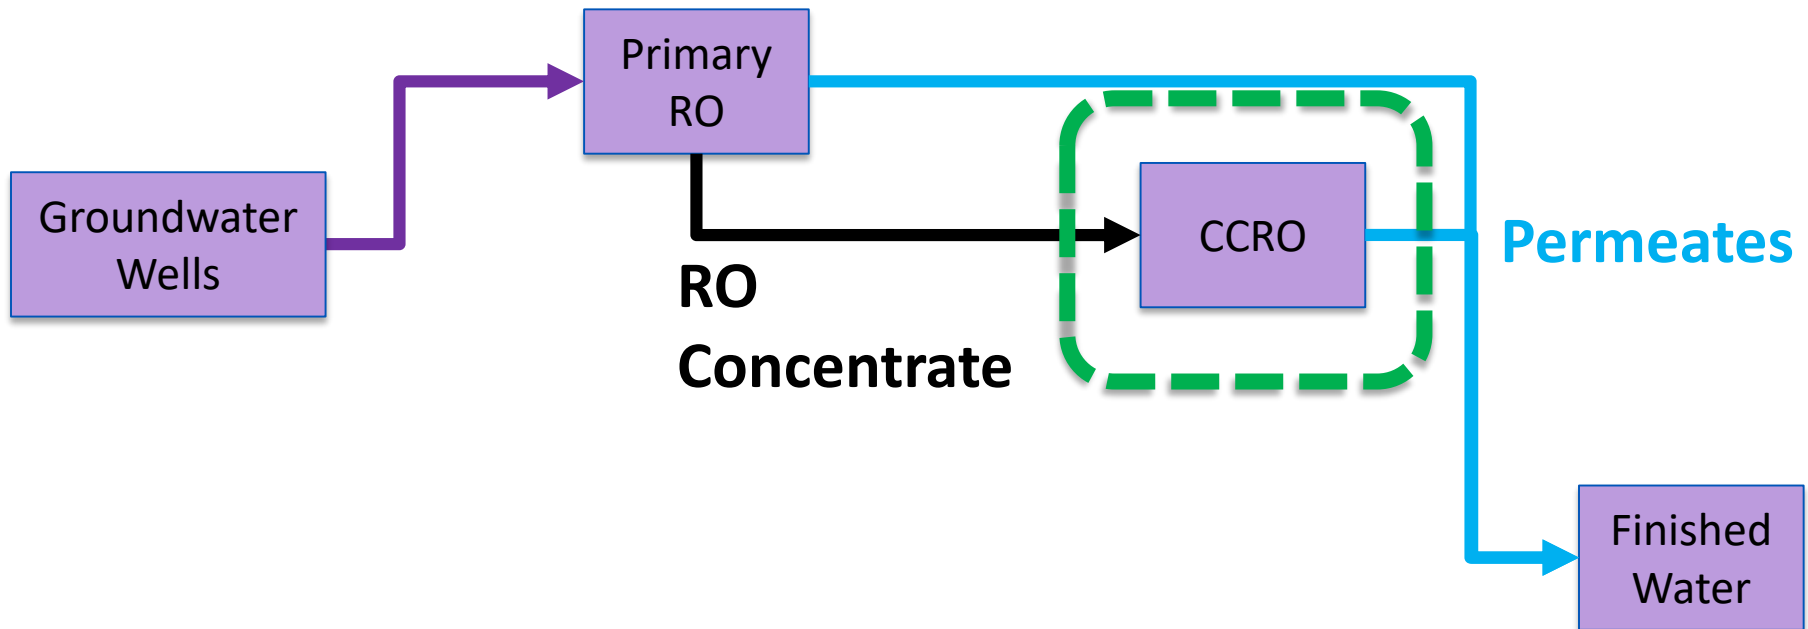 Primary
RO
Groundwater
Wells
CCRO
Permeates
RO
Concentrate
Finished
Water